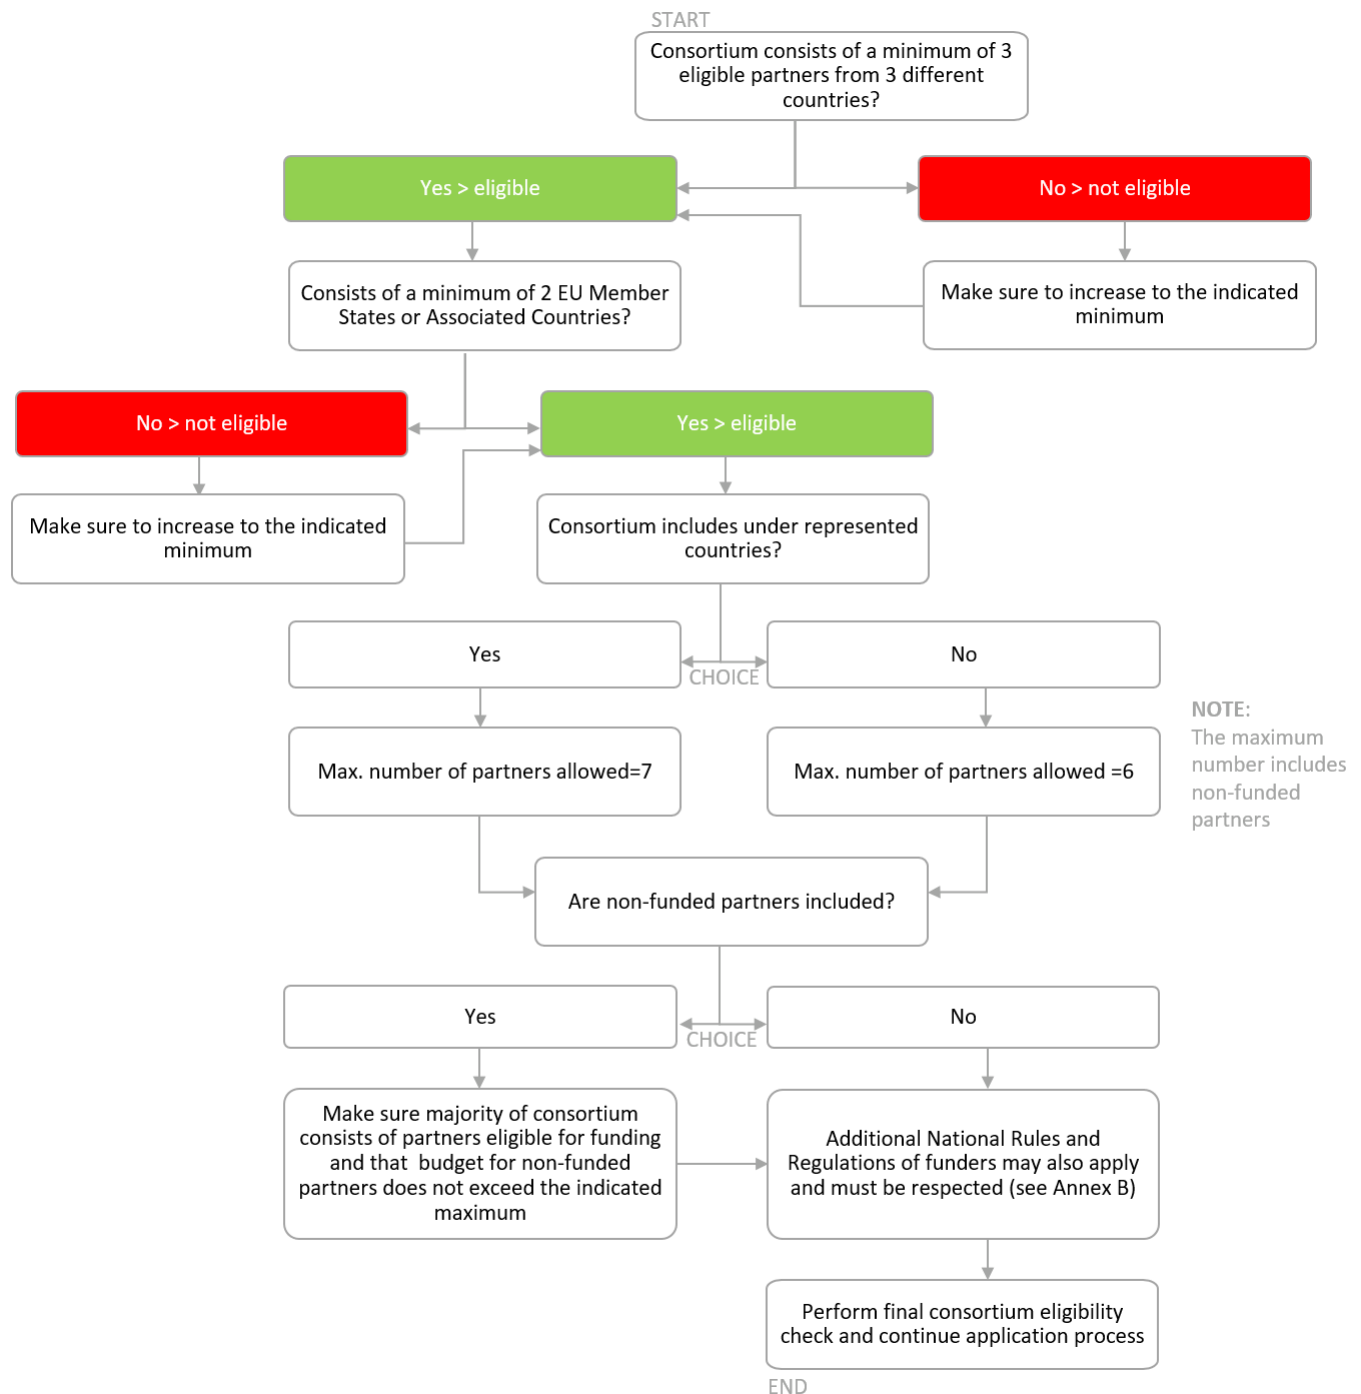 START
Consortium consists of a minimum of 3
eligible partners from 3 different
countries?
Yes > eligible
No > not eligible
Consists of a minimum of 2 EU Member
States or Associated Countries?
Make sure to increase to the indicated
minimum
No > not eligible
Yes > eligible
Make sure to increase to the indicated
minimum
Consortium includes under represented
countries?
Yes
No
CHOICE
Max. number of partners allowed=7
Max. number of partners allowed =6
NOTE:
The maximum
number includes
non-funded
partners
Are non-funded partners included?
Yes
No
CHOICE
Make sure majority of consortium
consists of partners eligible for funding
and that budget for non-funded
partners does not exceed the indicated
maximum
Additional National Rules and
Regulations of funders may also apply
and must be respected (see Annex B)
Perform final consortium eligibility
check and continue application process
END